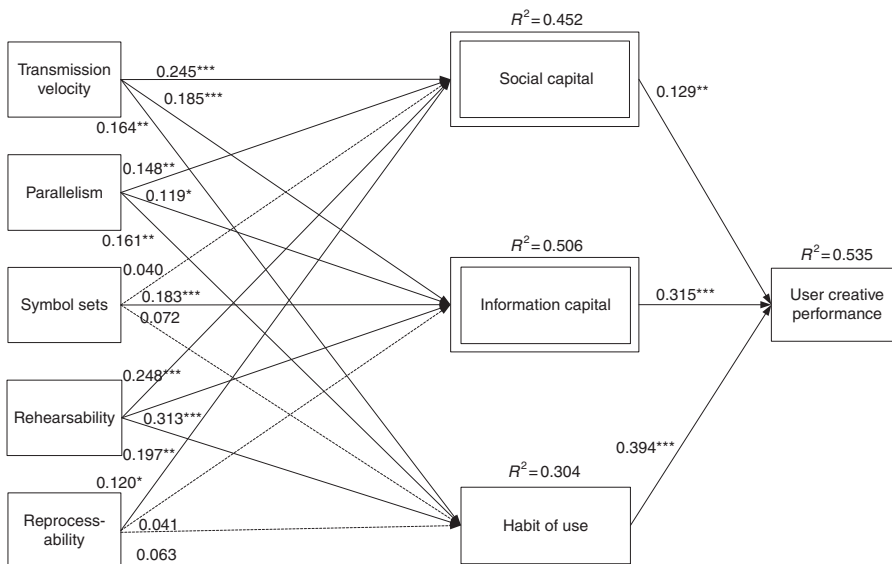 R² = 0.452
Transmission
velocity
0.245***
0.185***
0.164**
Social capital
0.129**
Parallelism
0.148**
0.119*
0.161**
R² = 0.506
R² = 0.535
Symbol sets
0.040
0.183***
0.072
Information capital
0.315***
User creative
performance
Rehearsability
0.248***
0.313***
0.197**
0.394***
R² = 0.304
Reprocess-
ability
0.120*
0.041
0.063
Habit of use